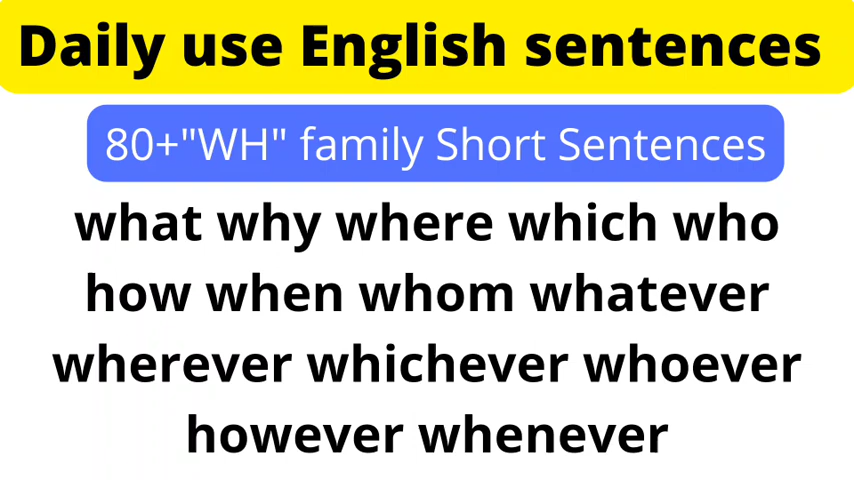 Daily use English sentences
80+"WH" family Short Sentences
what why where which who
how when whom whatever
wherever whichever whoever
however whenever